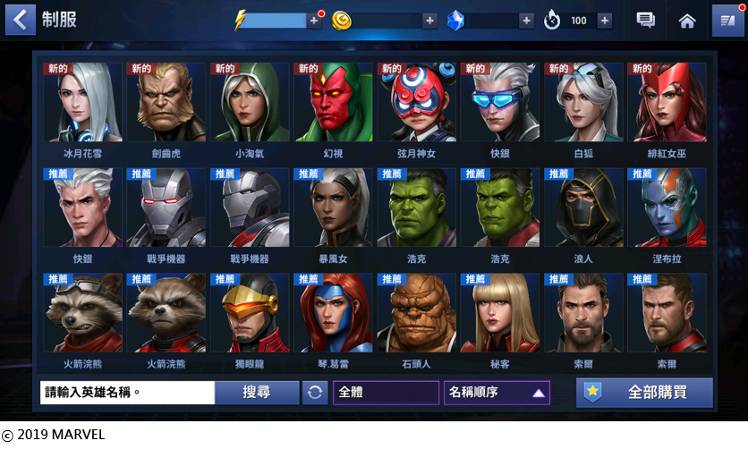 制服
100
新的 新的 新的 新的 新的 新的 新的 新的
冰月花雪 劍齒虎 小淘氣 幻視 弦月神女 快銀 白狐 緋紅女巫
推薦 推薦 推薦 推薦 推薦 推薦 推薦 推薦
快銀 戰爭機器 戰爭機器 暴風女 浩克 浩克 浪人 涅布拉
推薦 推薦 推薦 推薦 推薦 推薦 推薦 推薦
火箭浣熊 火箭浣熊 獨眼龍 琴.葛雷 石頭人 秘客 索爾 索爾
請輸入英雄名稱。 搜尋 全體 名稱順序 全部購買
© 2019 MARVEL